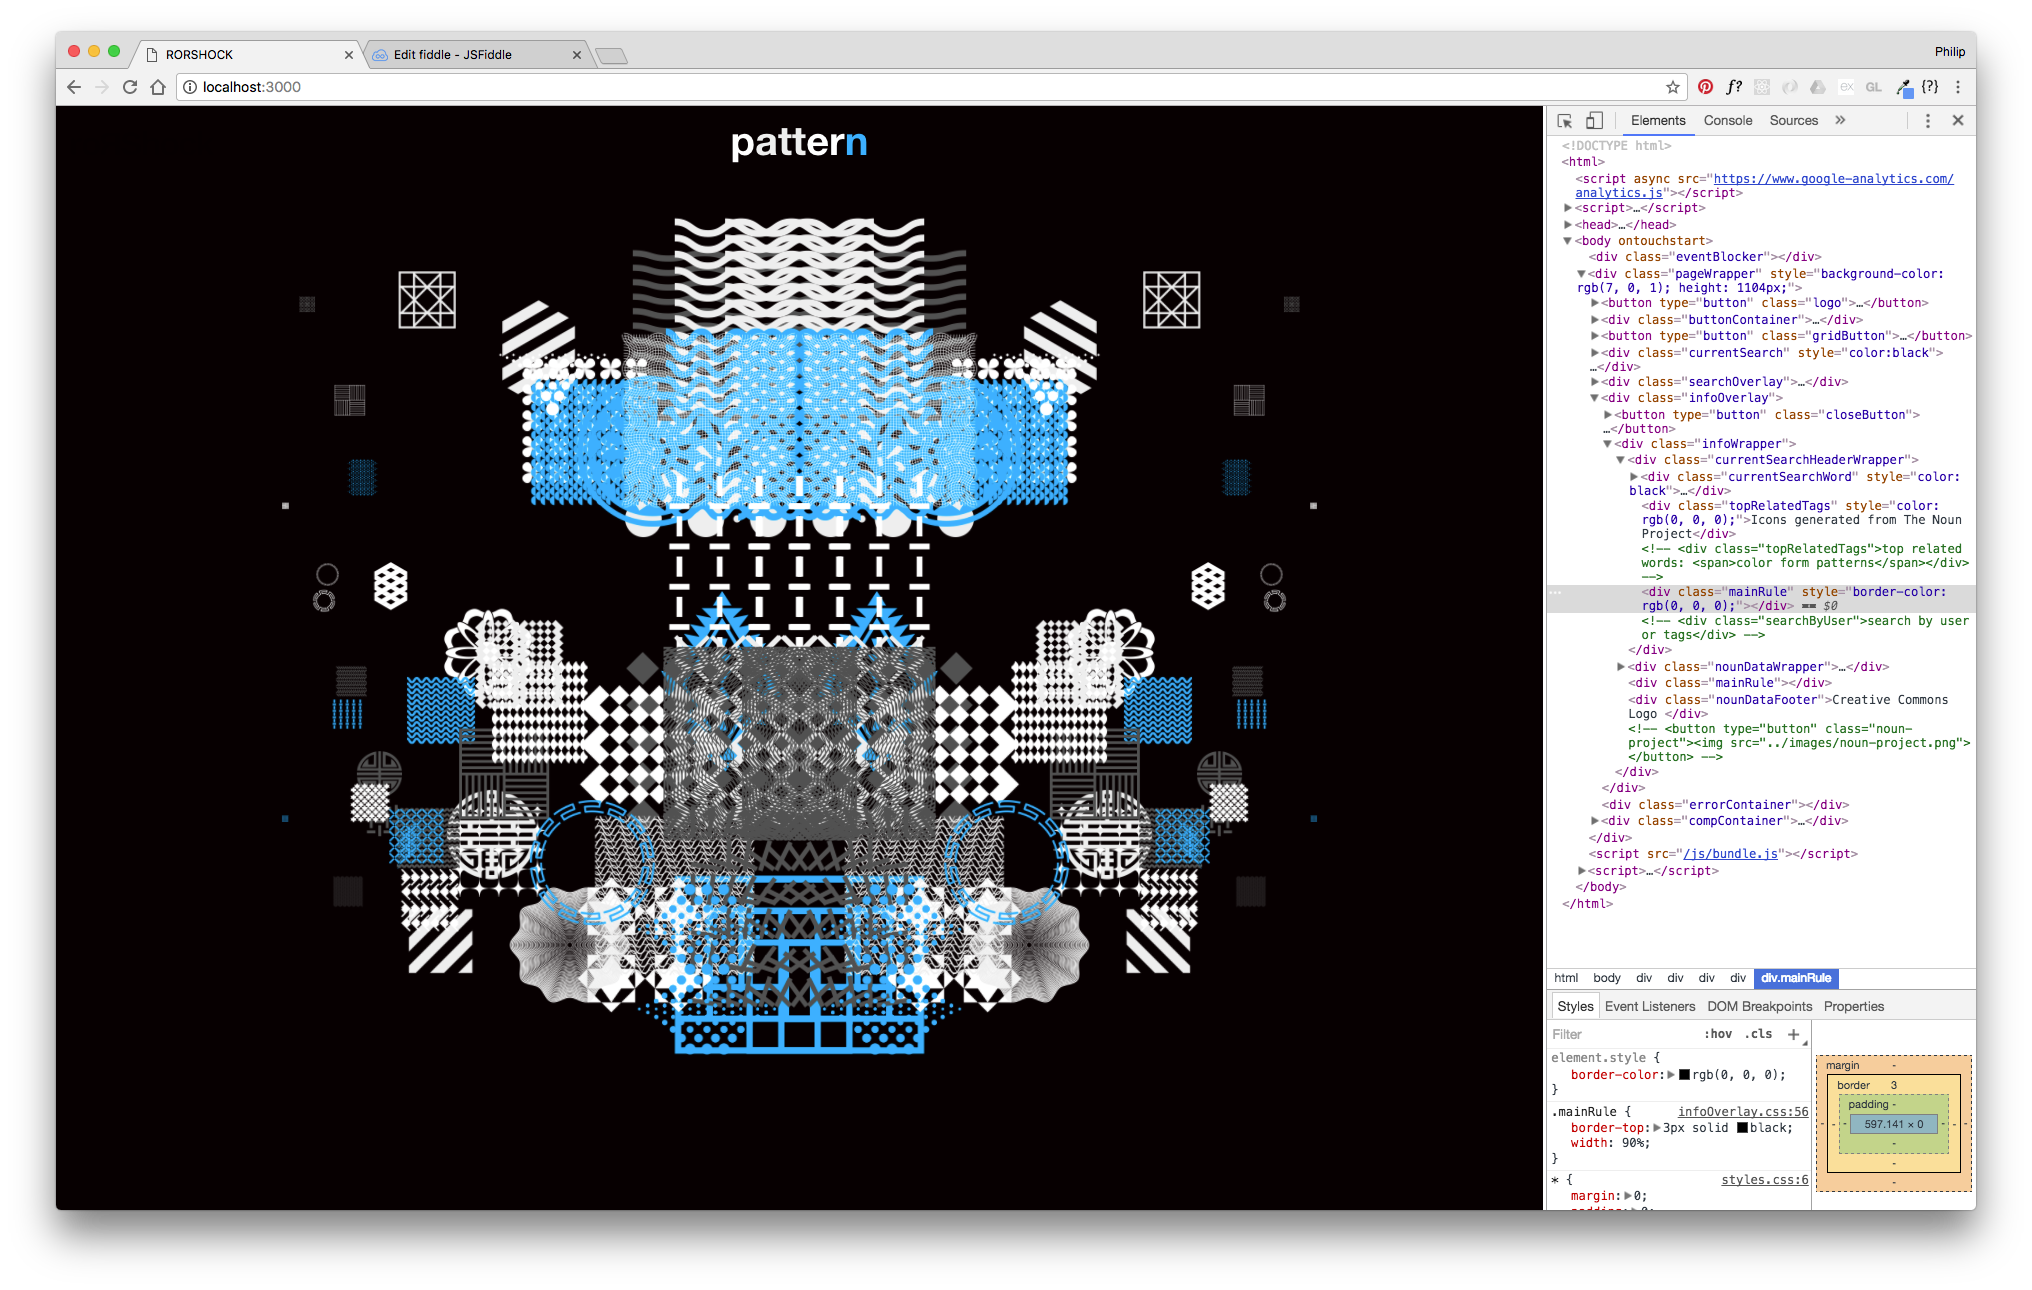 RORSHOCK
Edit fiddle - JSFiddle
Philip
localhost:3000
f?
ex
GL
{?}
pattern
Elements Console Sources »
<!DOCTYPE html>
<html>
<script async src="https://www.google-analytics.com/
analytics.js"></script>
▶<script>…</script>
▶<head>…</head>
▼<body ontouchstart>
<div class="eventBlocker"></div>
▼<div class="pageWrapper" style="background-color:
rgb(7, 0, 1); height: 1104px;">
▶<button type="button" class="logo">…</button>
▶<div class="buttonContainer">…</div>
▶<button type="button" class="gridButton">…</button>
▶<div class="currentSearch" style="color:black">
…</div>
▶<div class="searchOverlay">…</div>
▼<div class="infoOverlay">
▶<button type="button" class="closeButton">
…</button>
▼<div class="infoWrapper">
▼<div class="currentSearchHeaderWrapper">
▶<div class="currentSearchWord" style="color:
black">…</div>
<div class="topRelatedTags" style="color:
rgb(0, 0, 0);">Icons generated from The Noun
Project</div>
<!-- <div class="topRelatedTags">top related
words: <span>color form patterns</span></div>
-->
<div class="mainRule" style="border-color:
rgb(0, 0, 0);"></div> == $0
<!-- <div class="searchByUser">search by user
or tags</div> -->
</div>
▶<div class="nounDataWrapper">…</div>
<div class="mainRule"></div>
<div class="nounDataFooter">Creative Commons
Logo </div>
<!-- <button type="button" class="noun-
project"><img src="../images/noun-project.png">
</button> -->
</div>
</div>
<div class="errorContainer"></div>
▶<div class="compContainer">…</div>
</div>
<script src="/js/bundle.js"></script>
▶<script>…</script>
</body>
</html>
html body div div div div div.mainRule
Styles Event Listeners DOM Breakpoints Properties
Filter :hov .cls +
element.style {
border-color:▶rgb(0, 0, 0);
}
.mainRule { infoOverlay.css:56
border-top:▶3px solid black;
width: 90%;
}
* { styles.css:6
margin:▶0;
margin -
border 3
padding -
597.141 × 0